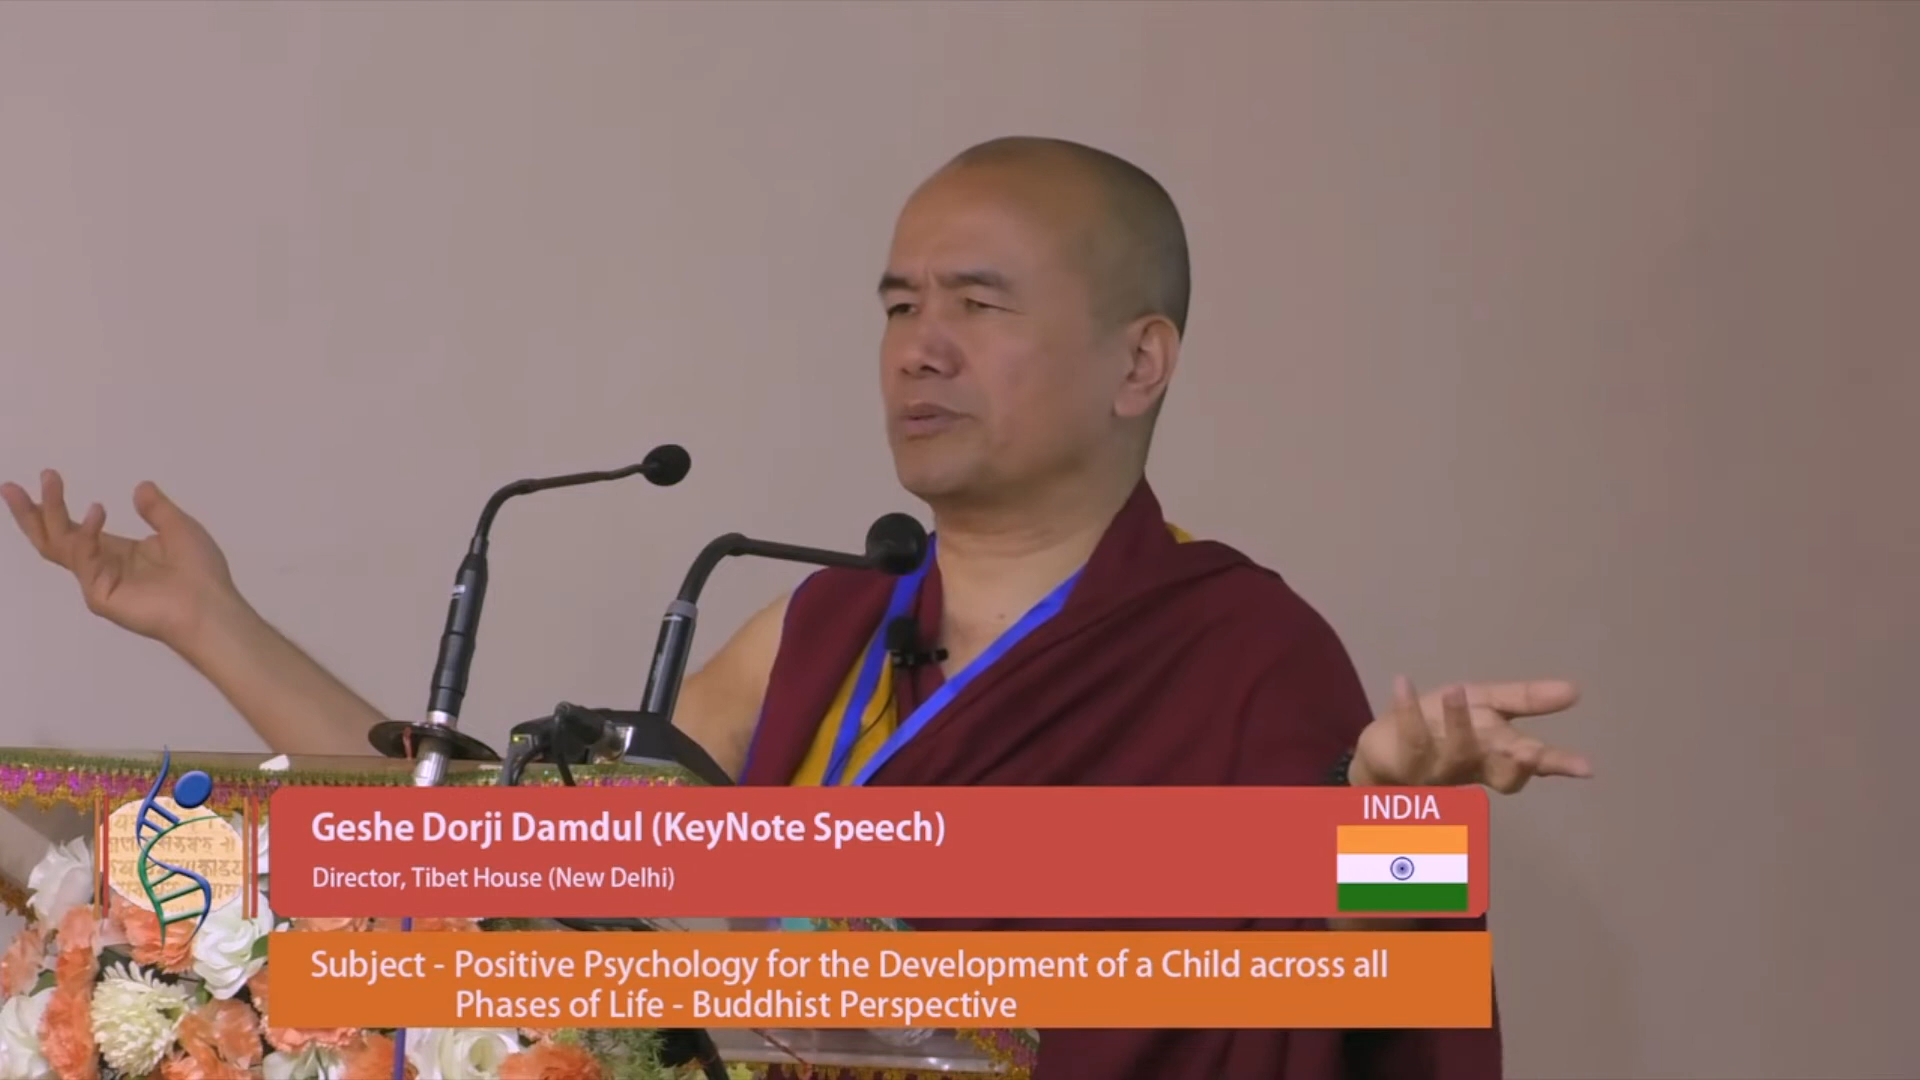 Geshe Dorji Damdul (KeyNote Speech)
Director, Tibet House (New Delhi)
INDIA
Subject - Positive Psychology for the Development of a Child across all
Phases of Life - Buddhist Perspective